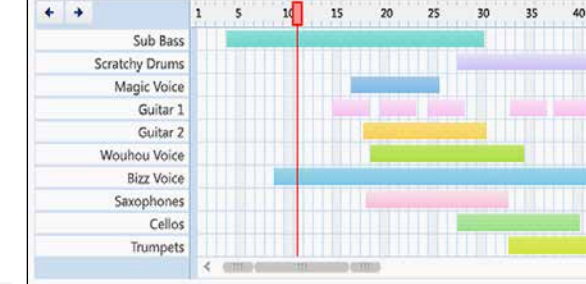 1 5 10 15 20 25 30 35 40
Sub Bass
Scratchy Drums
Magic Voice
Guitar 1
Guitar 2
Wouhou Voice
Bizz Voice
Saxophones
Cellos
Trumpets